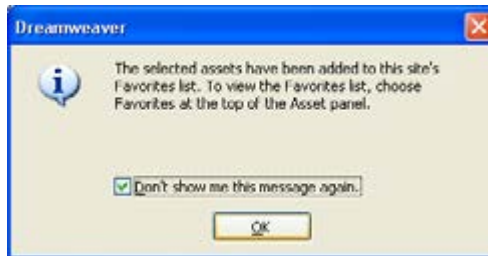 Dreamweaver
The selected assets have been added to this site's
Favorites list. To view the Favorites list, choose
Favorites at the top of the Asset panel.
Don't show me this message again.
OK